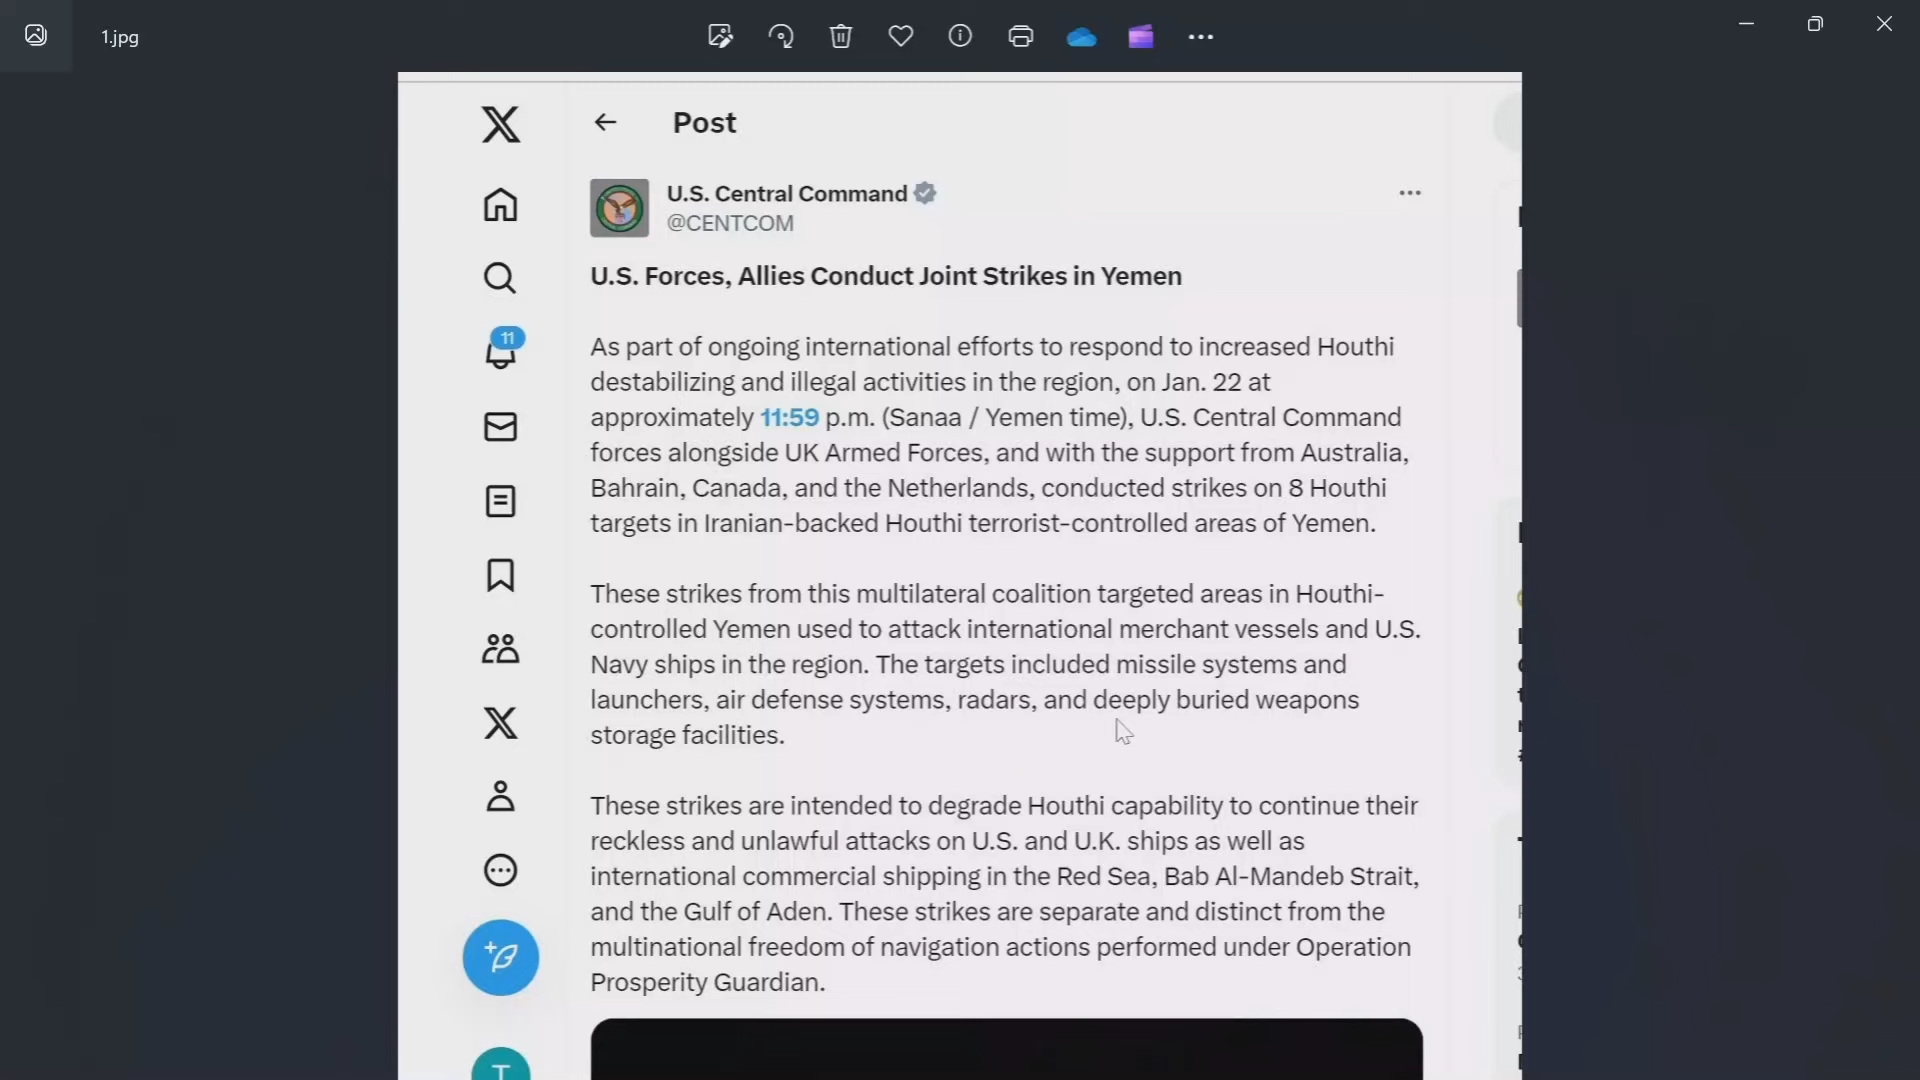 1.jpg
Post
U.S. Central Command
@CENTCOM
U.S. Forces, Allies Conduct Joint Strikes in Yemen
As part of ongoing international efforts to respond to increased Houthi
destabilizing and illegal activities in the region, on Jan. 22 at
approximately 11:59 p.m. (Sanaa / Yemen time), U.S. Central Command
forces alongside UK Armed Forces, and with the support from Australia,
Bahrain, Canada, and the Netherlands, conducted strikes on 8 Houthi
targets in Iranian-backed Houthi terrorist-controlled areas of Yemen.
These strikes from this multilateral coalition targeted areas in Houthi-
controlled Yemen used to attack international merchant vessels and U.S.
Navy ships in the region. The targets included missile systems and
launchers, air defense systems, radars, and deeply buried weapons
storage facilities.
These strikes are intended to degrade Houthi capability to continue their
reckless and unlawful attacks on U.S. and U.K. ships as well as
international commercial shipping in the Red Sea, Bab Al-Mandeb Strait,
and the Gulf of Aden. These strikes are separate and distinct from the
multinational freedom of navigation actions performed under Operation
Prosperity Guardian.
11
T